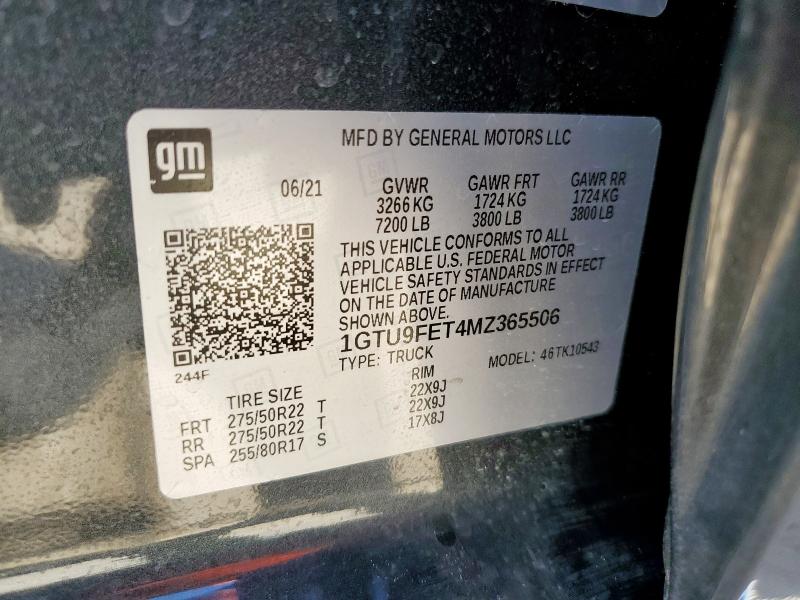 gm
MFD BY GENERAL MOTORS LLC
06/21
GVWR GAWR FRT GAWR RR
3266 KG 1724 KG 1724 KG
7200 LB 3800 LB 3800 LB
THIS VEHICLE CONFORMS TO ALL
APPLICABLE U.S. FEDERAL MOTOR
VEHICLE SAFETY STANDARDS IN EFFECT
ON THE DATE OF MANUFACTURE
SHOWN ABOVE.
1GTU9FET4MZ365506
TYPE: TRUCK MODEL: 46TK10543
244F
TIRE SIZE RIM
FRT 275/50R22 T 22X9J
RR 275/50R22 T 22X9J
SPA 255/80R17 S 17X8J